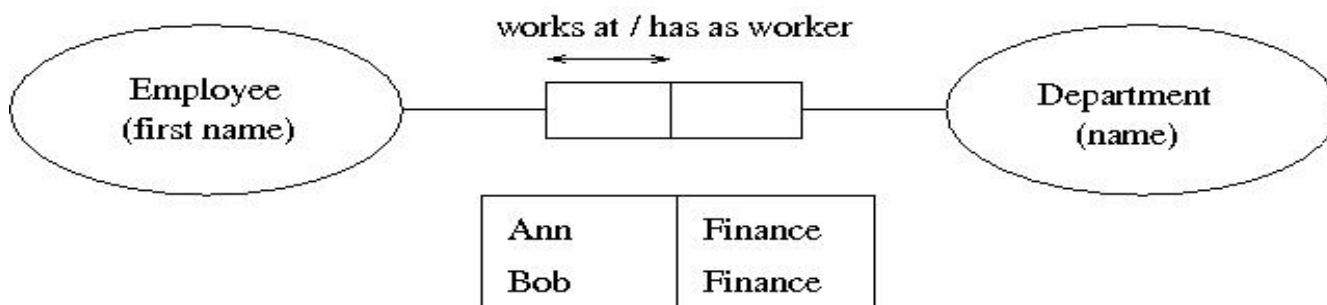 works at / has as worker
Employee
(first name)
Department
(name)
Ann Finance
Bob Finance